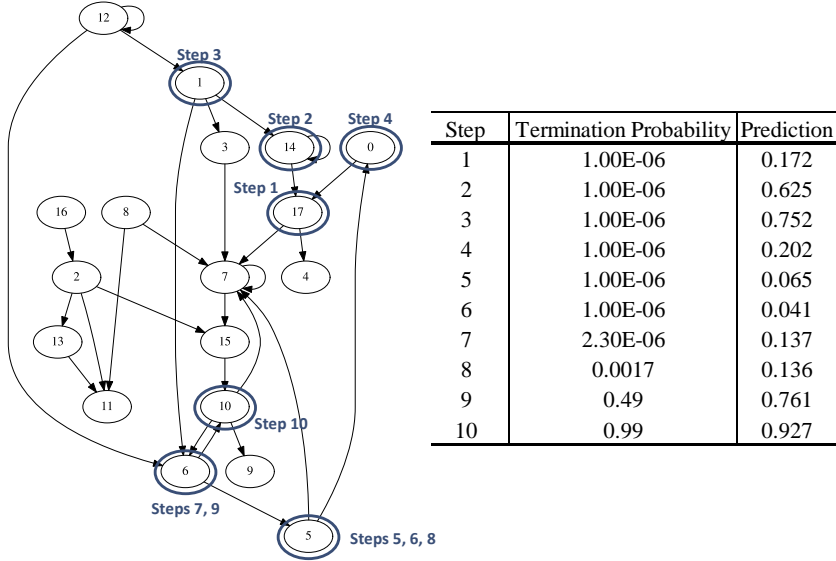 12
Step 3
1
Step 2
Step 4
3
14
0
Step 1
16
8
17
2
7
4
13
15
11
10
Step 10
6
9
Steps 7, 9
5
Steps 5, 6, 8
Step Termination Probability Prediction
1 1.00E-06 0.172
2 1.00E-06 0.625
3 1.00E-06 0.752
4 1.00E-06 0.202
5 1.00E-06 0.065
6 1.00E-06 0.041
7 2.30E-06 0.137
8 0.0017 0.136
9 0.49 0.761
10 0.99 0.927